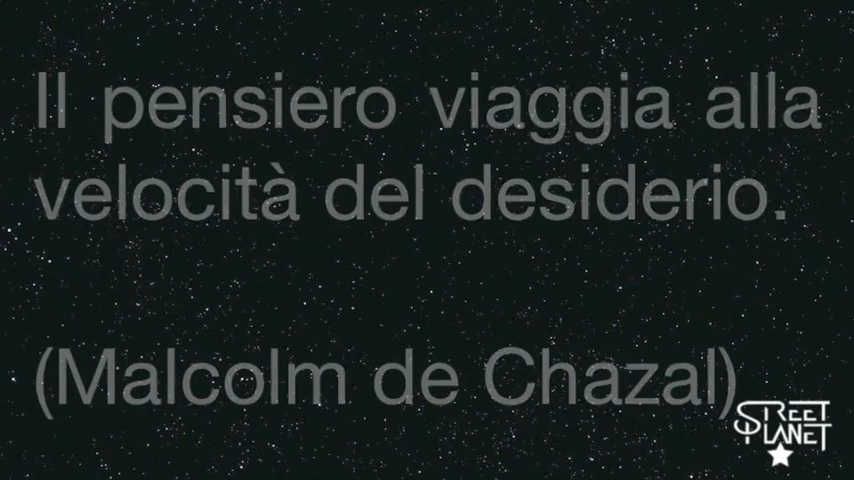 Il pensiero viaggia alla
velocità del desiderio.
(Malcolm de Chazal)
STREET
PLANET